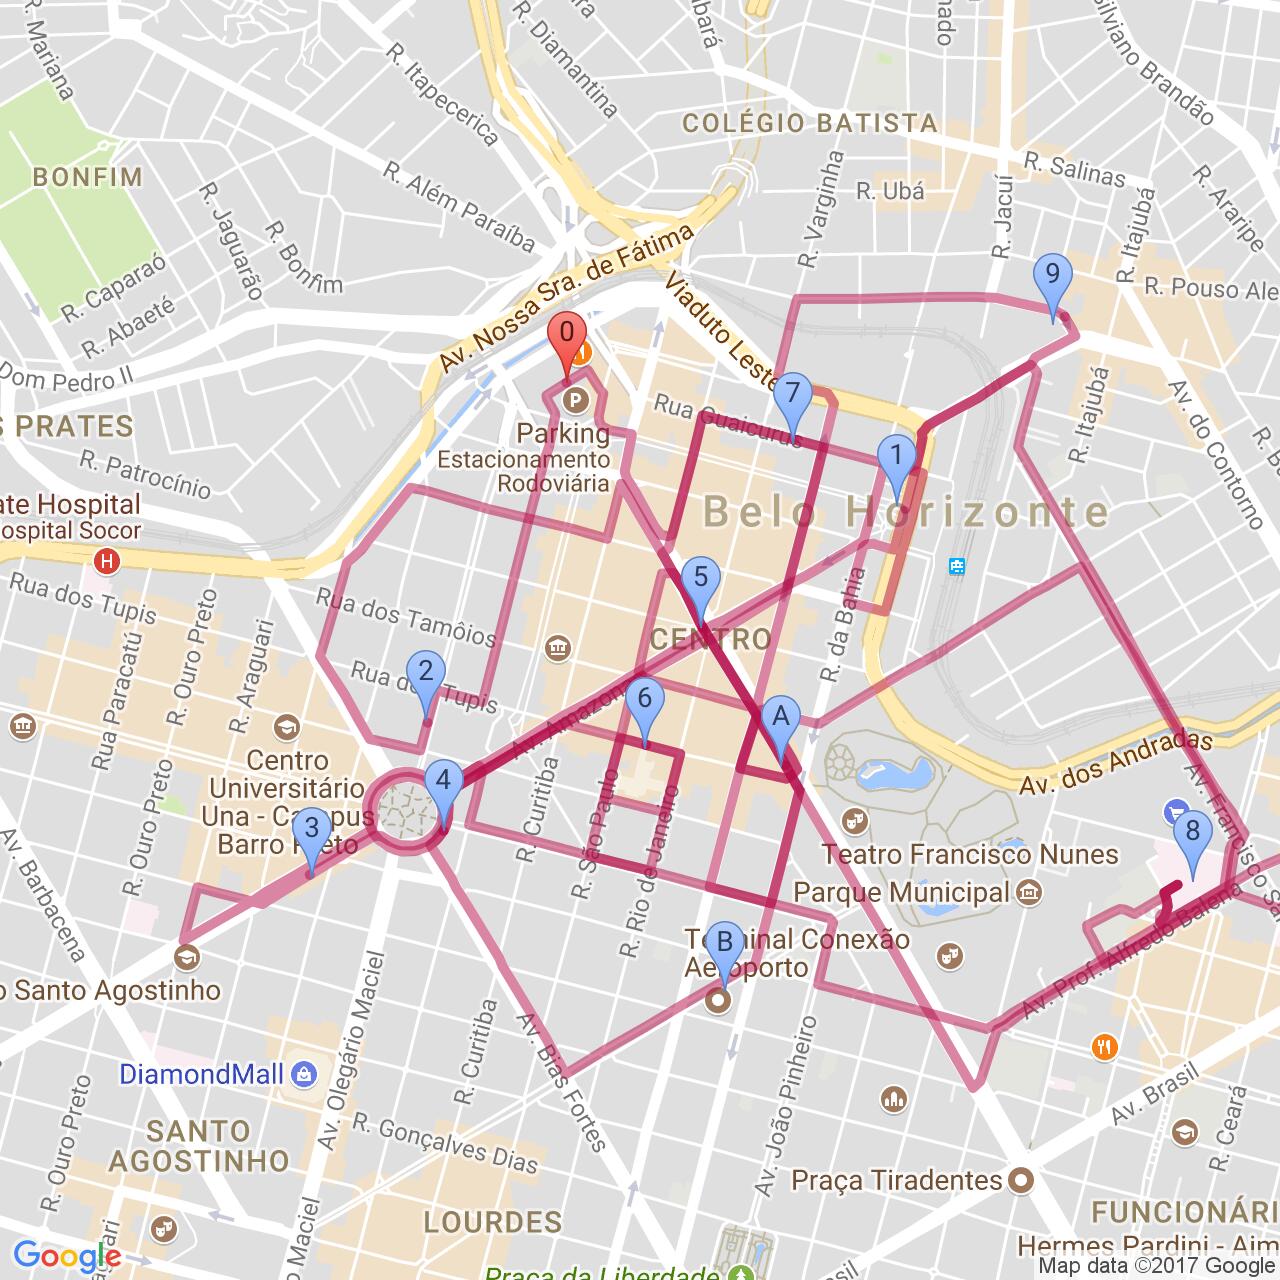 R. Mariana
R. Itapecerica
R. Diamantina
COLÉGIO BATISTA
Silviano Brandão
R. Salinas
R. Ubá
R. Varginha
R. Jacuí
R. Itajubá
R. Araripe
BONFIM
R. Além Paraíba
R. Jaguarão
R. Bonfim
R. Caparaó
R. Abaeté
Av. Nossa Sra. de Fátima
Viaduto Leste
R. Pouso Ale
9
0
Dom Pedro II
S PRATES
R. Patrocínio
P
Parking
Estacionamento
Rodoviária
Rua Guaicurus
7
1
R. Itajubá
Av. do Contorno
Belo Horizonte
ate Hospital
ospital Socor
H
Rua dos Tupis
R. Ouro Preto
R. Araguari
Rua Paracatú
Rua dos Tamôios
Rua dos Tupis
5
CENTRO
R. da Bahia
2
6
A
Av. Amazonas
Centro
Universitário
Una - Campus
Barro Preto
4
3
R. Curitiba
R. São Paulo
R. Rio de Janeiro
R. Ouro Preto
Av. Barbacena
Av. dos Andradas
Av. Francisco Sa
Teatro Francisco Nunes
Parque Municipal
8
Av. Prof. Alfredo Balena
B
Terminal Conexão
Aeroporto
o Santo Agostinho
R. Olegário Maciel
DiamondMall
Av. Olegário Maciel
R. Curitiba
Av. Bias Fortes
Av. João Pinheiro
Av. Brasil
R. Ceará
R. Ouro Preto
SANTO
AGOSTINHO
R. Gonçalves Dias
Praça Tiradentes
LOURDES
FUNCIONÁRI
Hermes Pardini - Aim
Praça da Liberdade
Google
Map data ©2017 Google